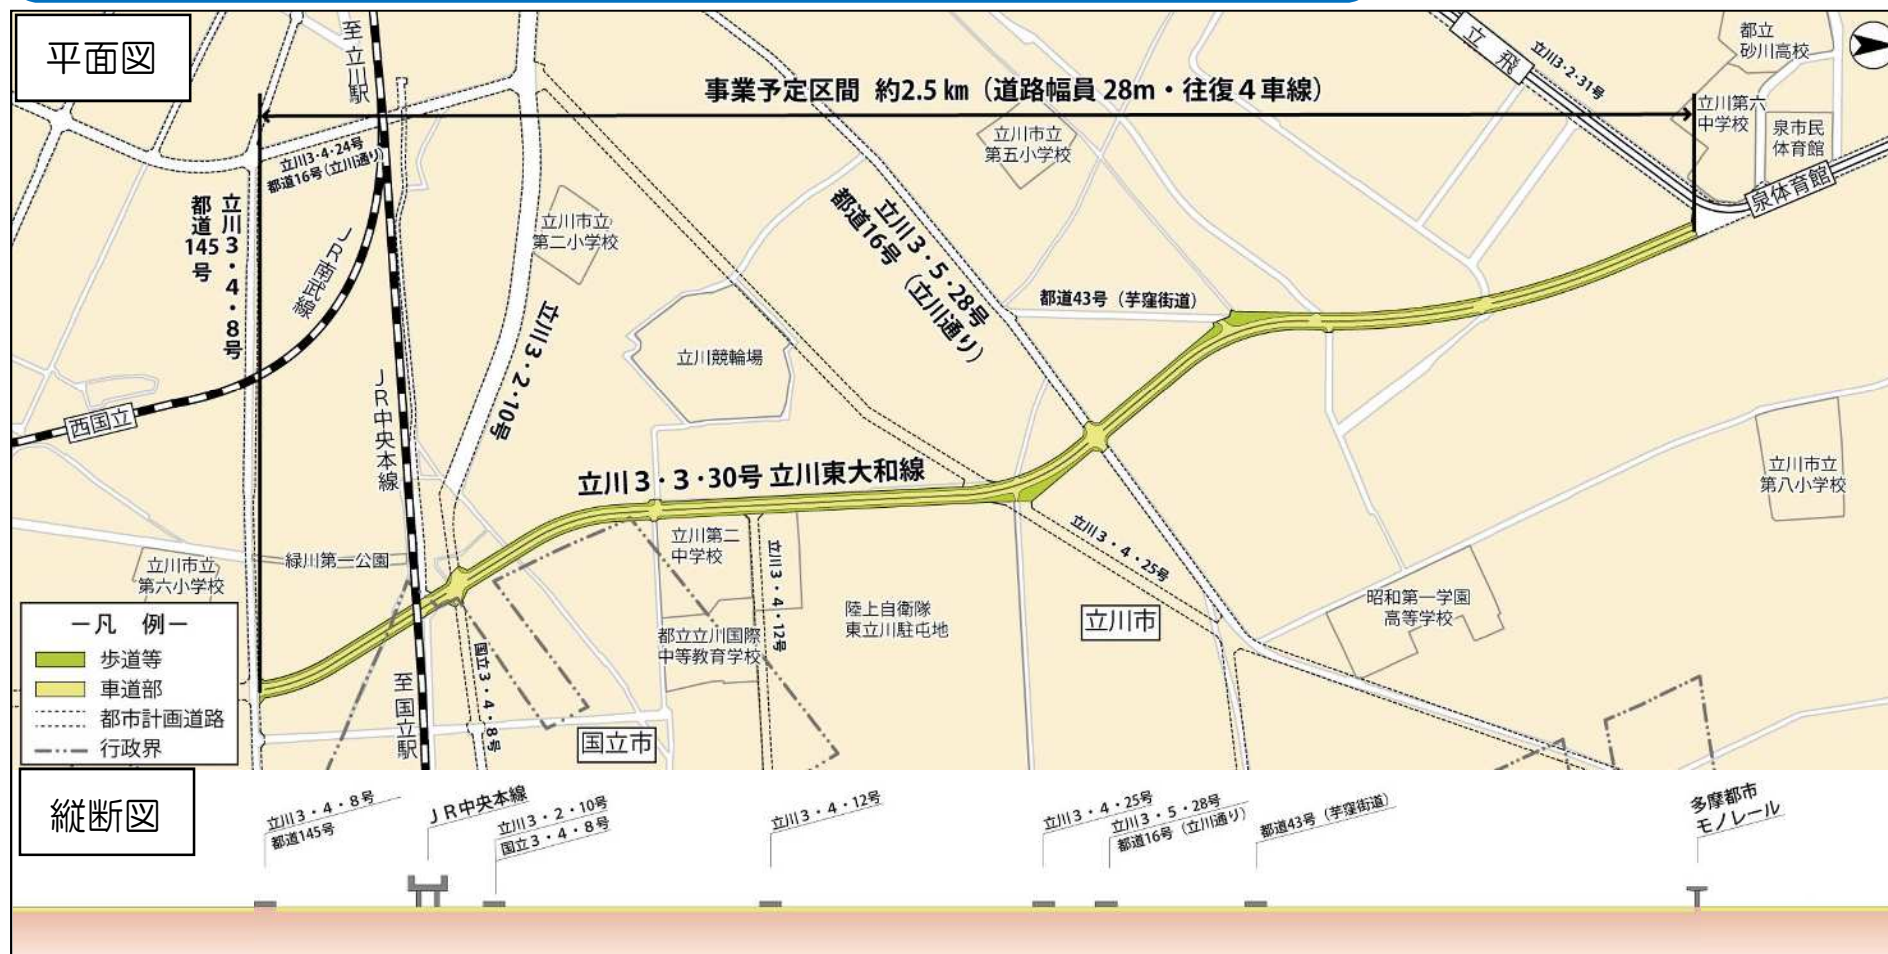 平面図
至立川駅
事業予定区間 約2.5㎞(道路幅員 28m・往復4車線)
立飛
立川3・2・31号
都立
砂川高校
立川第六
中学校
泉市民
体育館
泉体育館
立川市立
第五小学校
立川3・4・24号
都道16号(立川通り)
立川3・4・8号
都道145号
JR南武線
立川市立
第二小学校
立川3・5・28号
都道16号(立川通り)
都道43号(芋窪街道)
立川3・2・10号
立川競輪場
西国立
JR中央本線
立川3・3・30号 立川東大和線
立川市立
第八小学校
立川第二
中学校
立川3・4・12号
立川3・4・25号
緑川第一公園
立川市立
第六小学校
陸上自衛隊
東立川駐屯地
立川市
昭和第一学園
高等学校
都立立川国際
中等教育学校
国立3・4・8号
至国立駅
国立市
-凡 例-
歩道等
車道部
都市計画道路
行政界
縦断図
立川3・4・8号
都道145号
JR中央本線
立川3・2・10号
国立3・4・8号
立川3・4・12号
立川3・4・25号
立川3・5・28号
都道16号(立川通り)
都道43号(芋窪街道)
多摩都市
モノレール